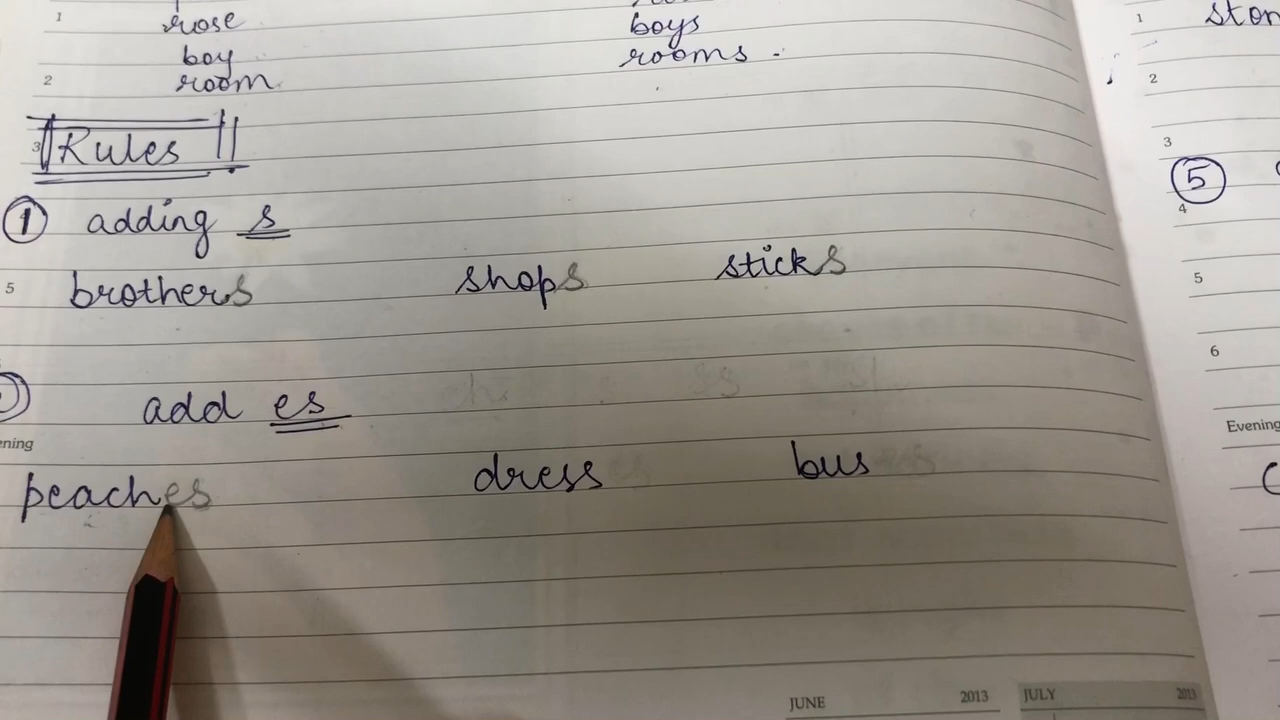 1 rose boys 1 ston
boy rooms .
2 room 2
3 Rules 3
1 adding s 5
4
5 brothers shops sticks 5
6
add es
ning Evening
peaches dress bus
JUNE 2013 JULY 2013